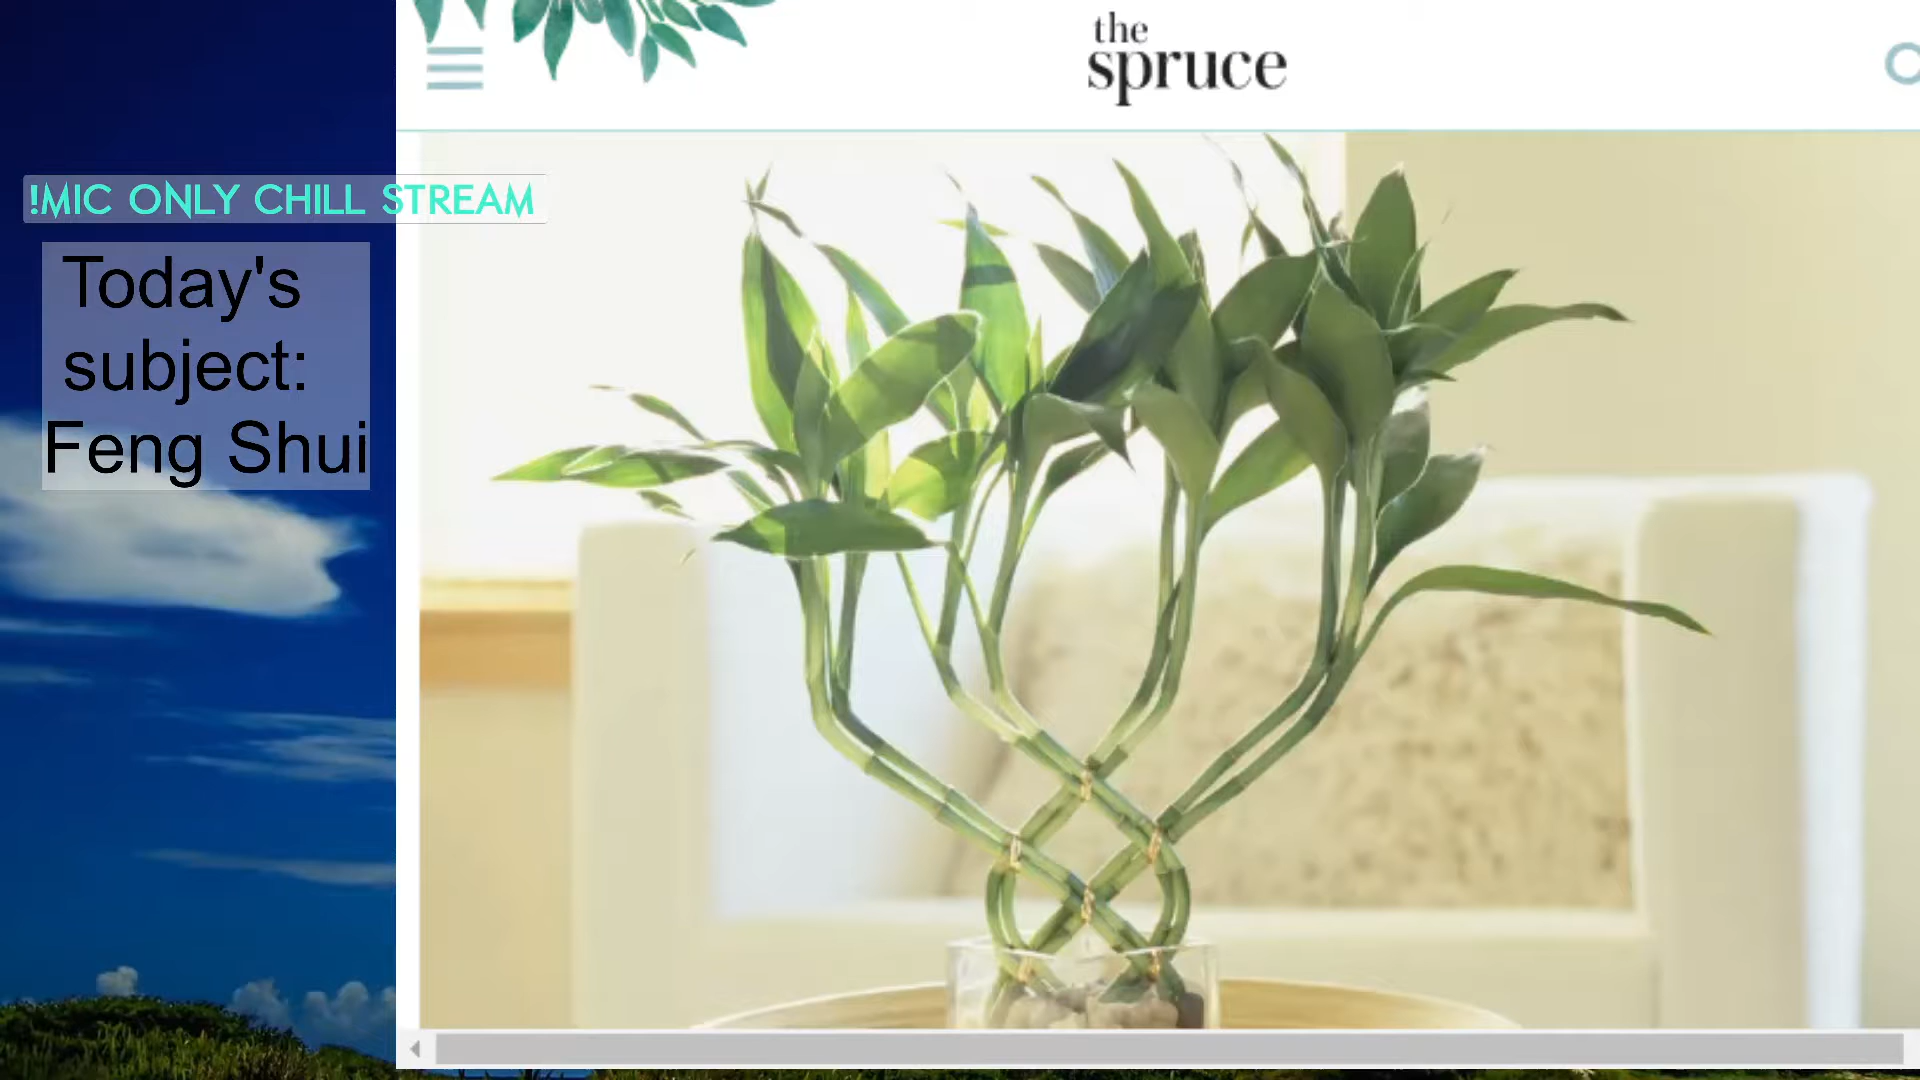 the
spruce
!MIC ONLY CHILL STREAM
Today's
subject:
Feng Shui